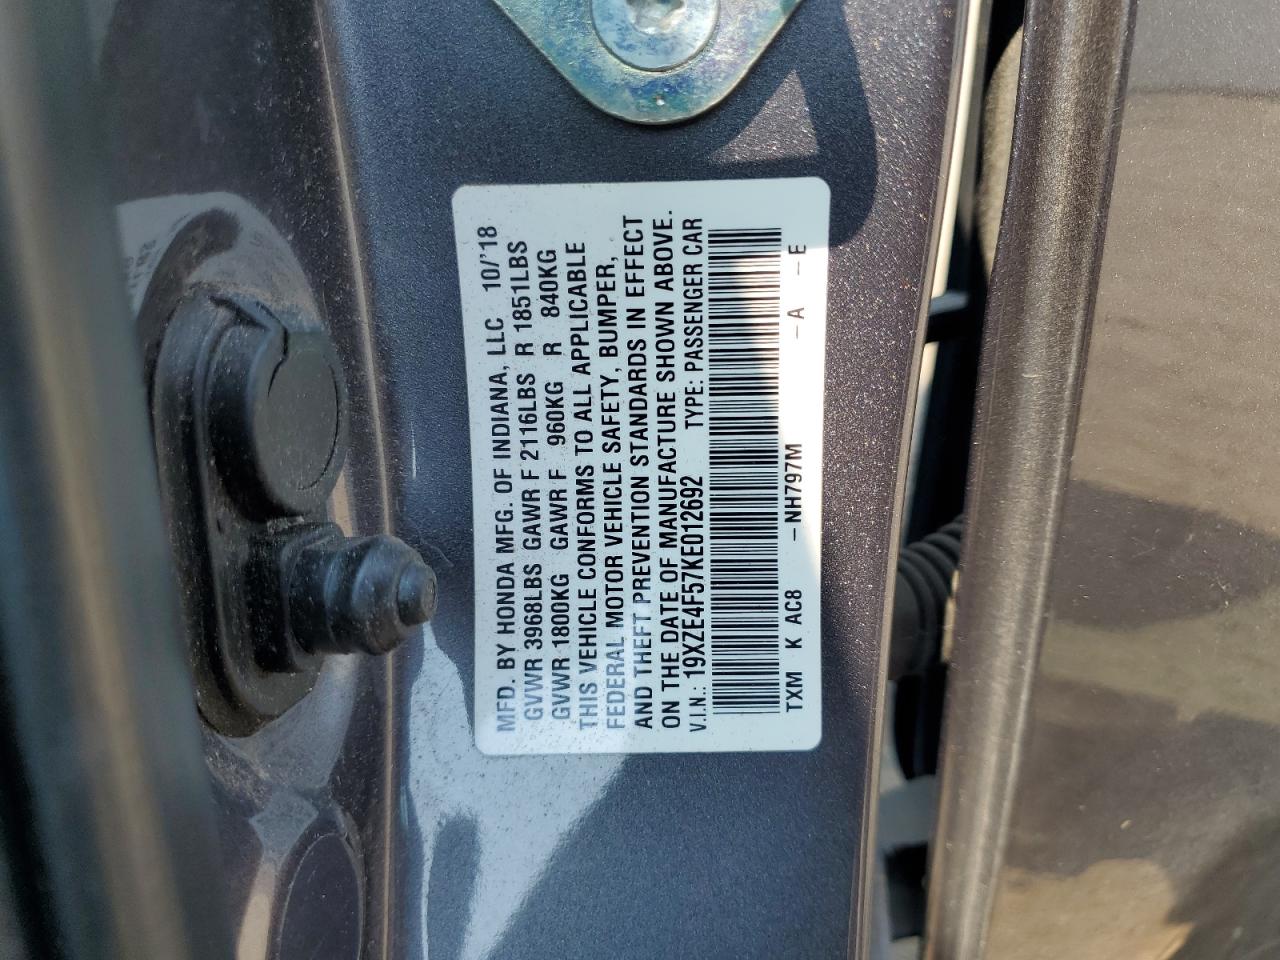 MFD. BY HONDA MFG. OF INDIANA, LLC 10/'18
GVWR 3968LBS GAWR F 2116LBS R 1851LBS
GVWR 1800KG GAWR F 960KG R 840KG
THIS VEHICLE CONFORMS TO ALL APPLICABLE
FEDERAL MOTOR VEHICLE SAFETY, BUMPER,
AND THEFT PREVENTION STANDARDS IN EFFECT
ON THE DATE OF MANUFACTURE SHOWN ABOVE.
V.I.N.: 19XZE4F57KE012692 TYPE: PASSENGER CAR
TXM K AC8 -NH797M -A -E